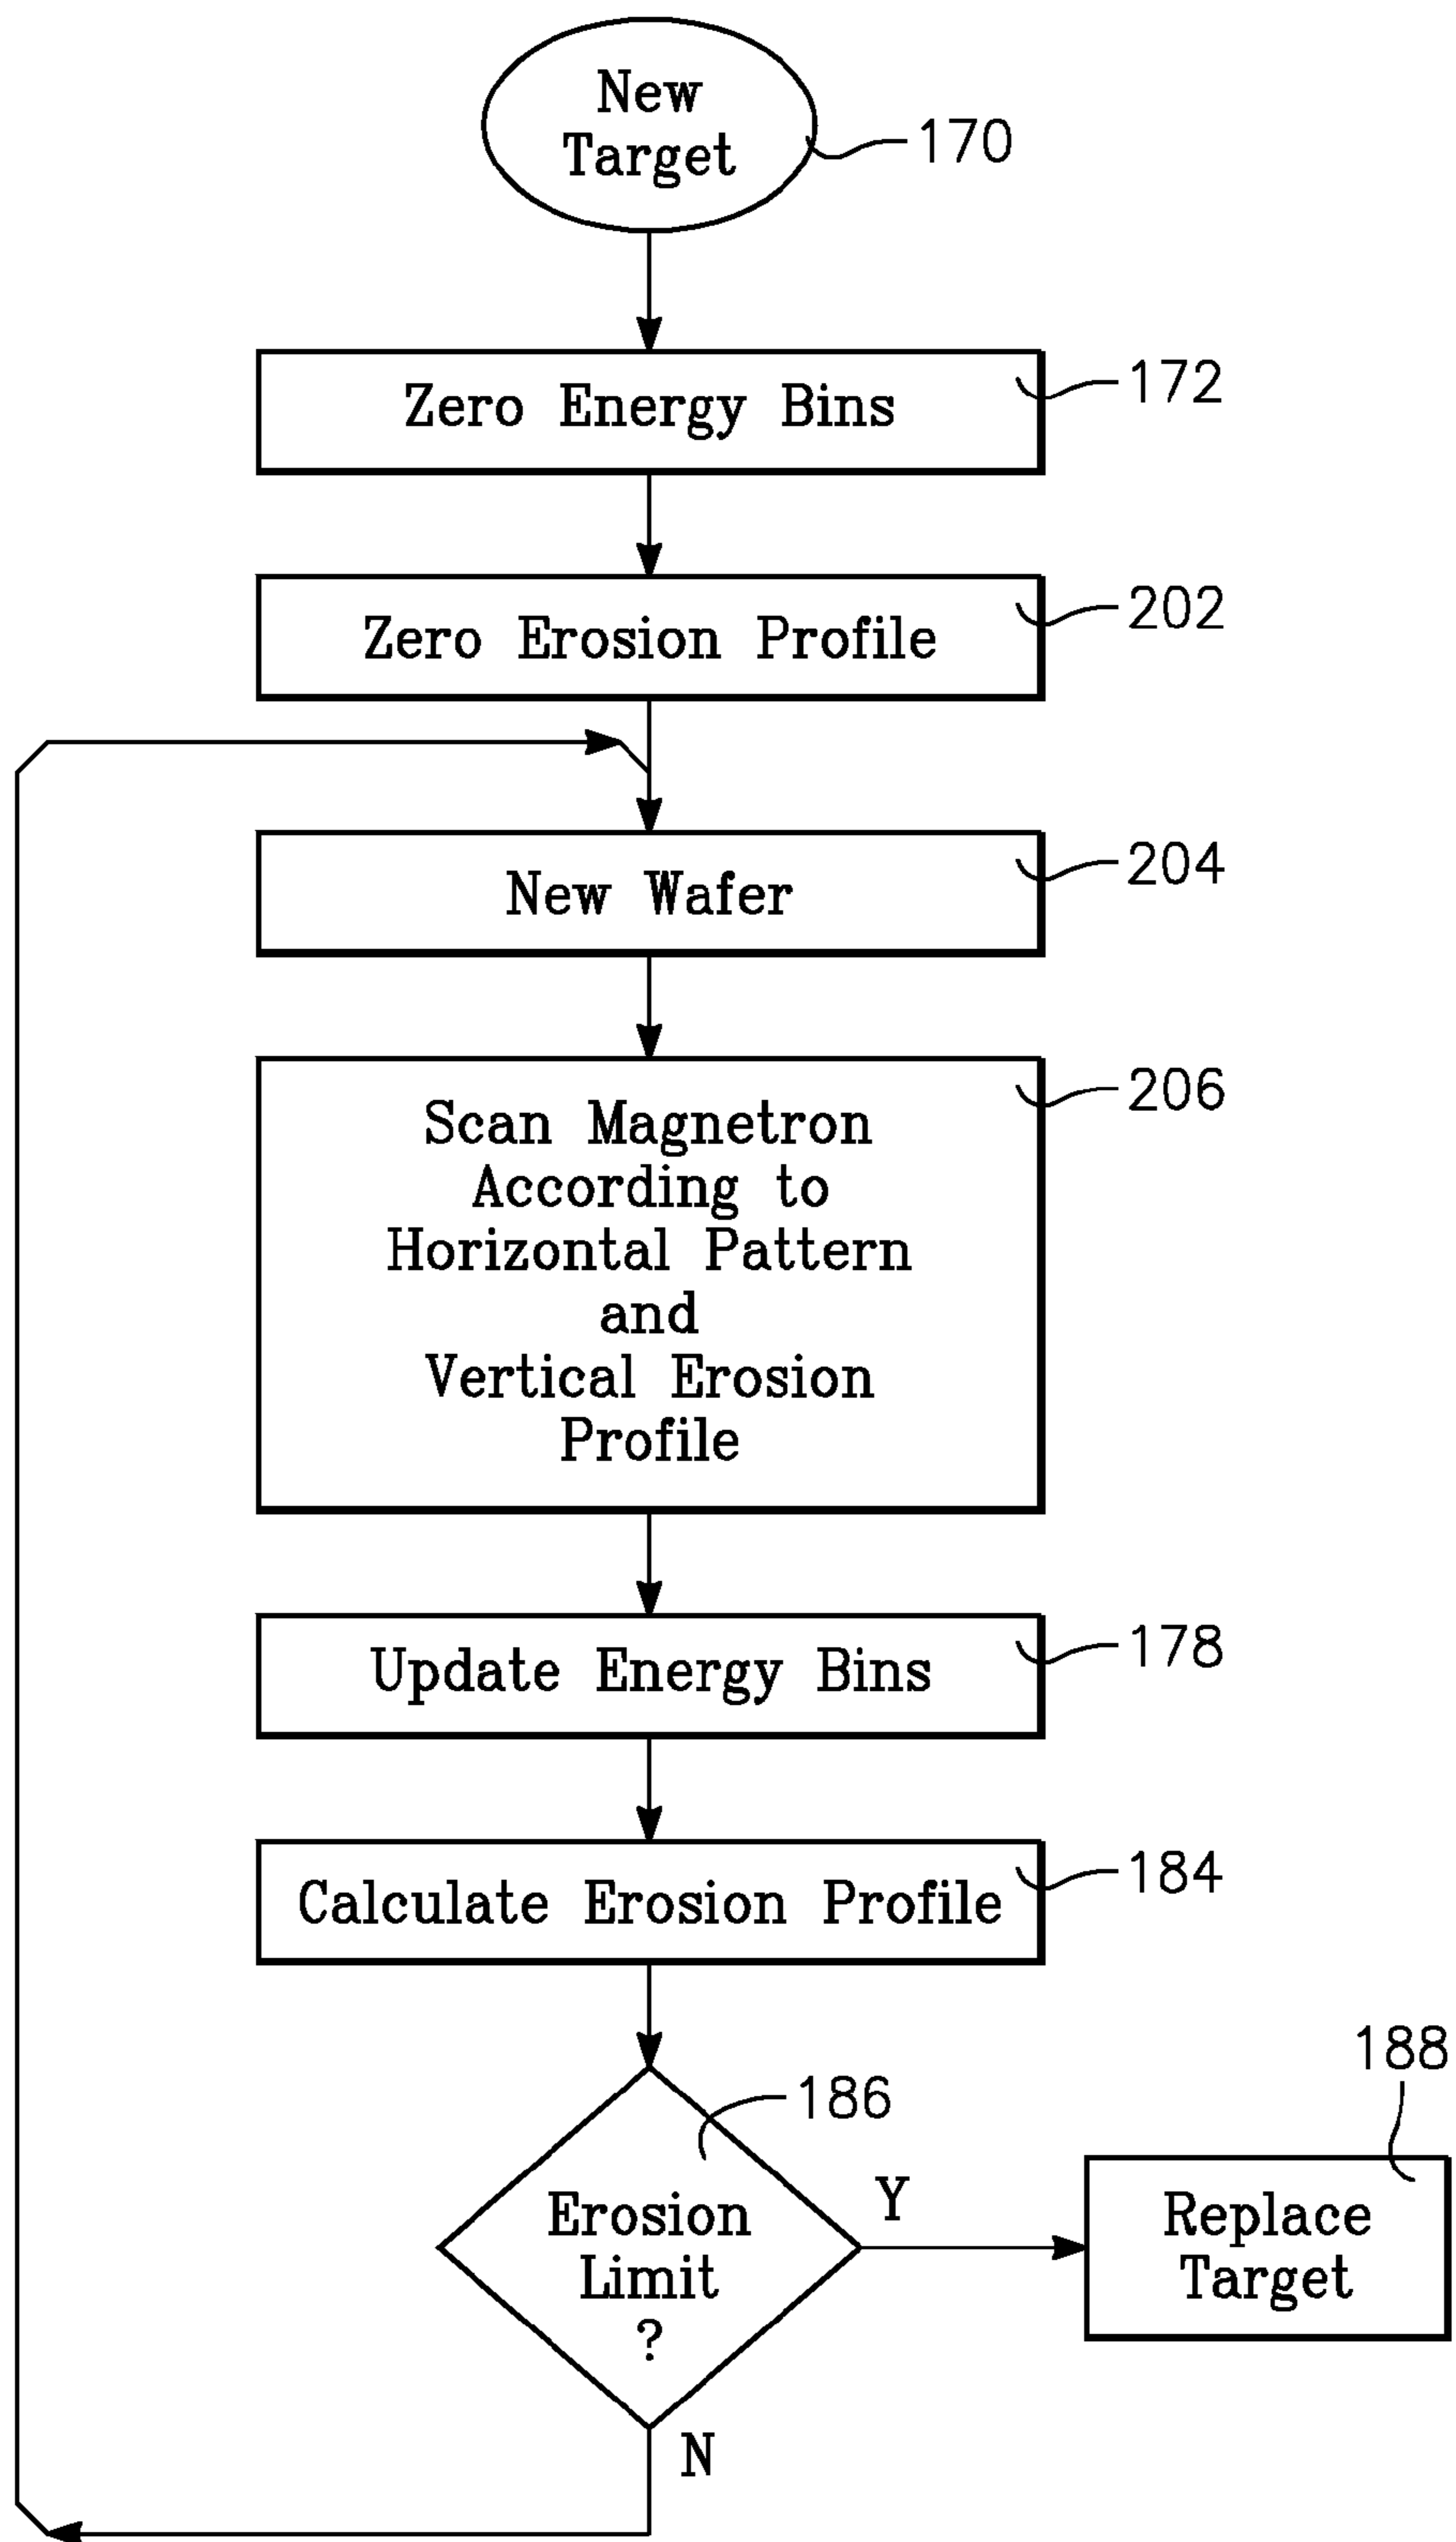 New
Target
170
Zero Energy Bins
172
Zero Erosion Profile
202
New Wafer
204
Scan Magnetron
According to
Horizontal Pattern
and
Vertical Erosion
Profile
206
Update Energy Bins
178
Calculate Erosion Profile
184
Erosion
Limit
?
186
Y
N
Replace
Target
188